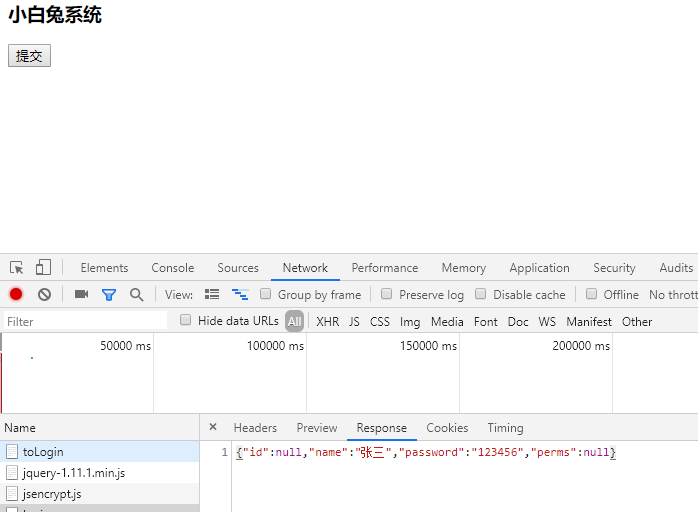 小白兔系统
提交
Elements Console Sources Network Performance Memory Application Security Audits
View: Group by frame Preserve log Disable cache Offline No thrott
Filter Hide data URLs All XHR JS CSS Img Media Font Doc WS Manifest Other
50000 ms 100000 ms 150000 ms 200000 ms
Name × Headers Preview Response Cookies Timing
toLogin 1 {"id":null,"name":"张三","password":"123456","perms":null}
jquery-1.11.1.min.js
jsencrypt.js